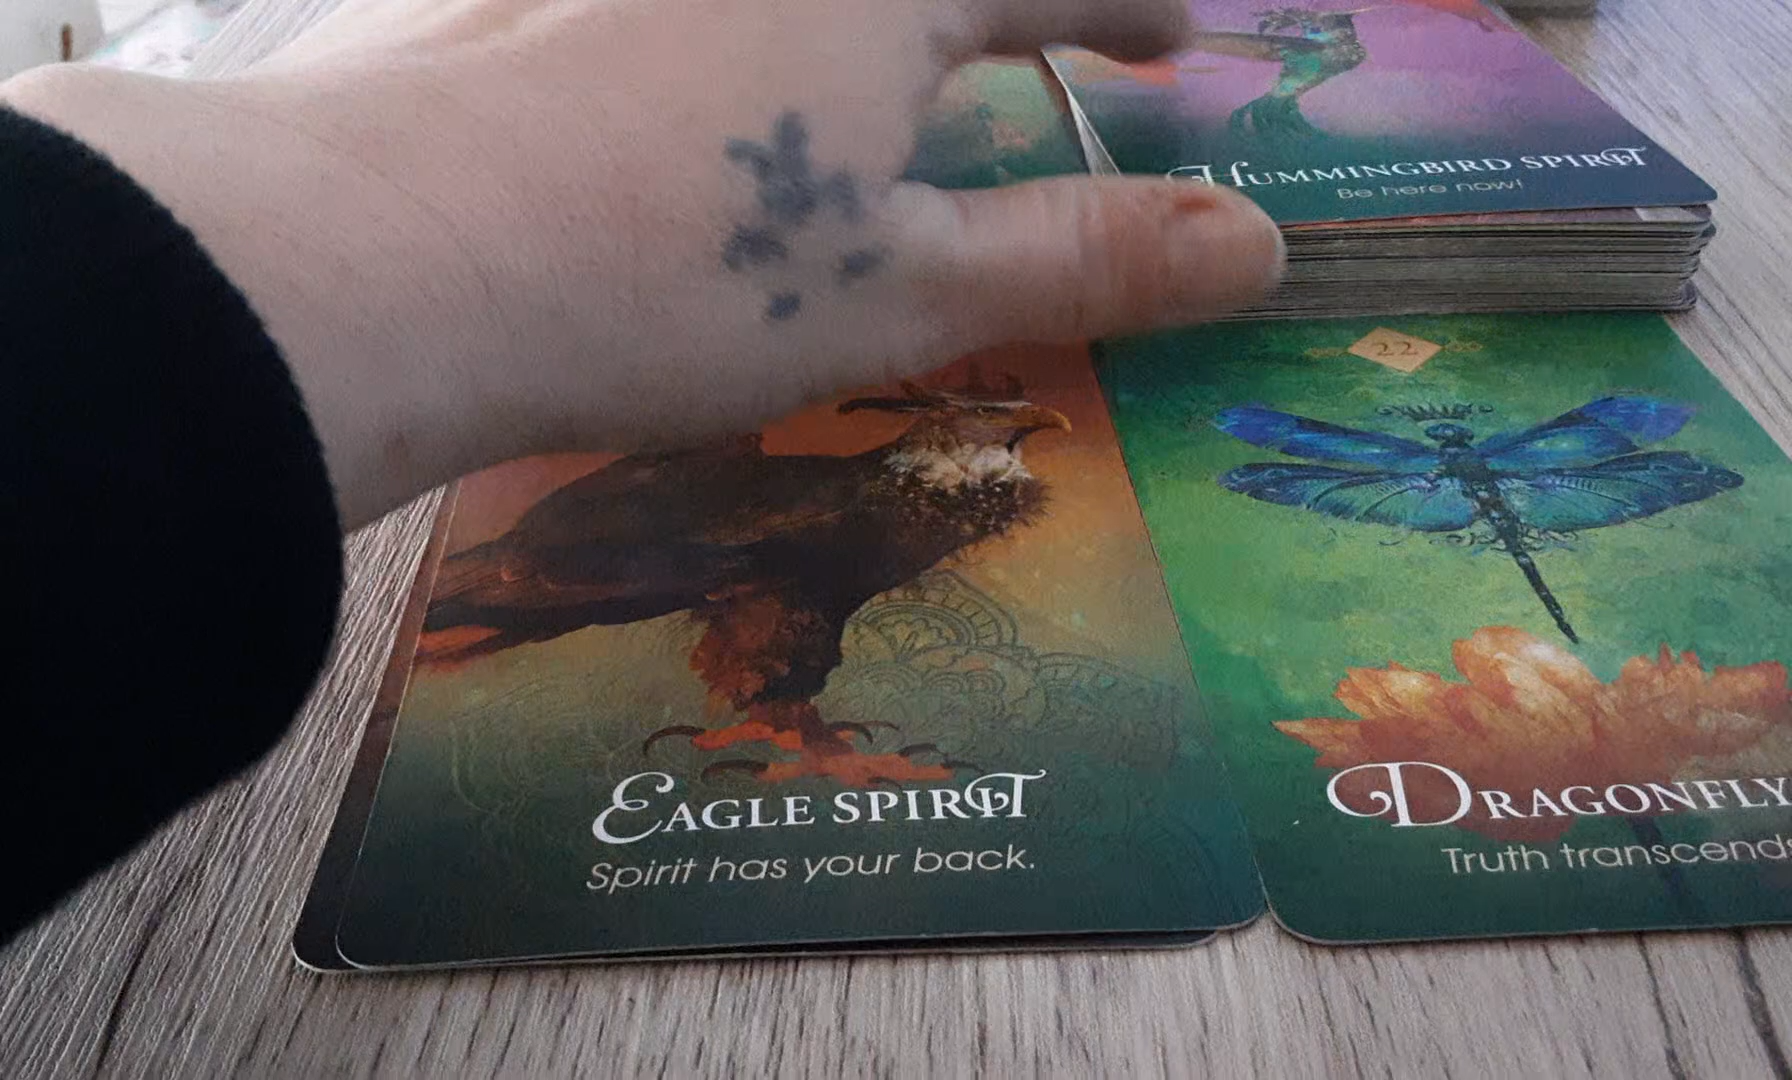 HUMMINGBIRD SPIRIT
Be here now!
22
EAGLE SPIRIT
Spirit has your back.
DRAGONFLY
Truth transcends